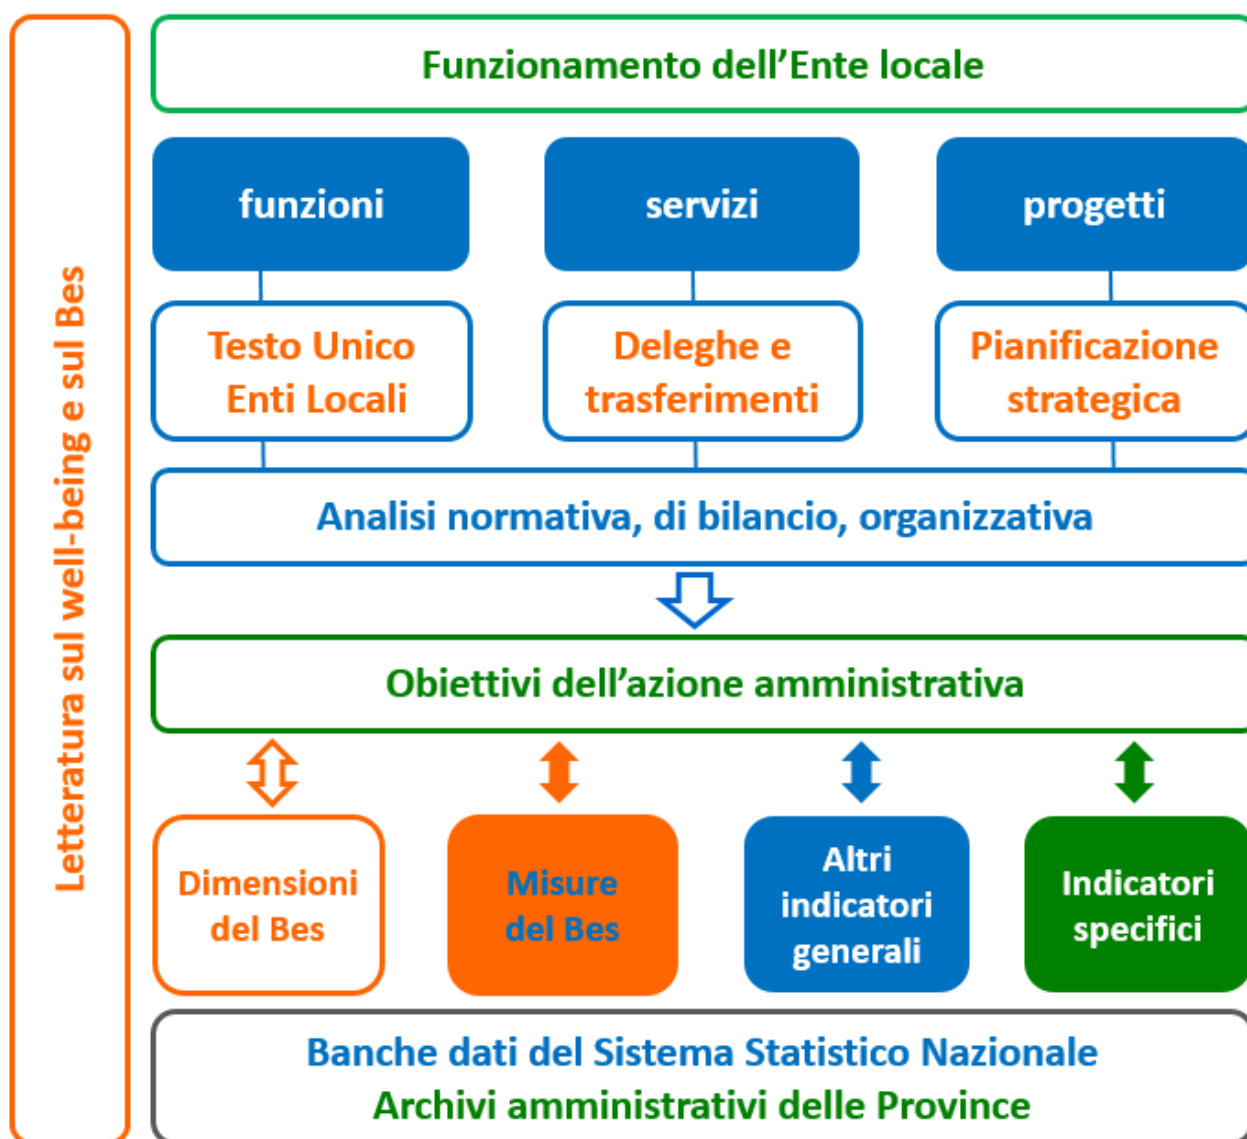 Letteratura sul well-being e sul Bes
Funzionamento dell'Ente locale
funzioni
servizi
progetti
Testo Unico
Enti Locali
Deleghe e
trasferimenti
Pianificazione
strategica
Analisi normativa, di bilancio, organizzativa
Obiettivi dell'azione amministrativa
Dimensioni
del Bes
Misure
del Bes
Altri
indicatori
generali
Indicatori
specifici
Banche dati del Sistema Statistico Nazionale
Archivi amministrativi delle Province